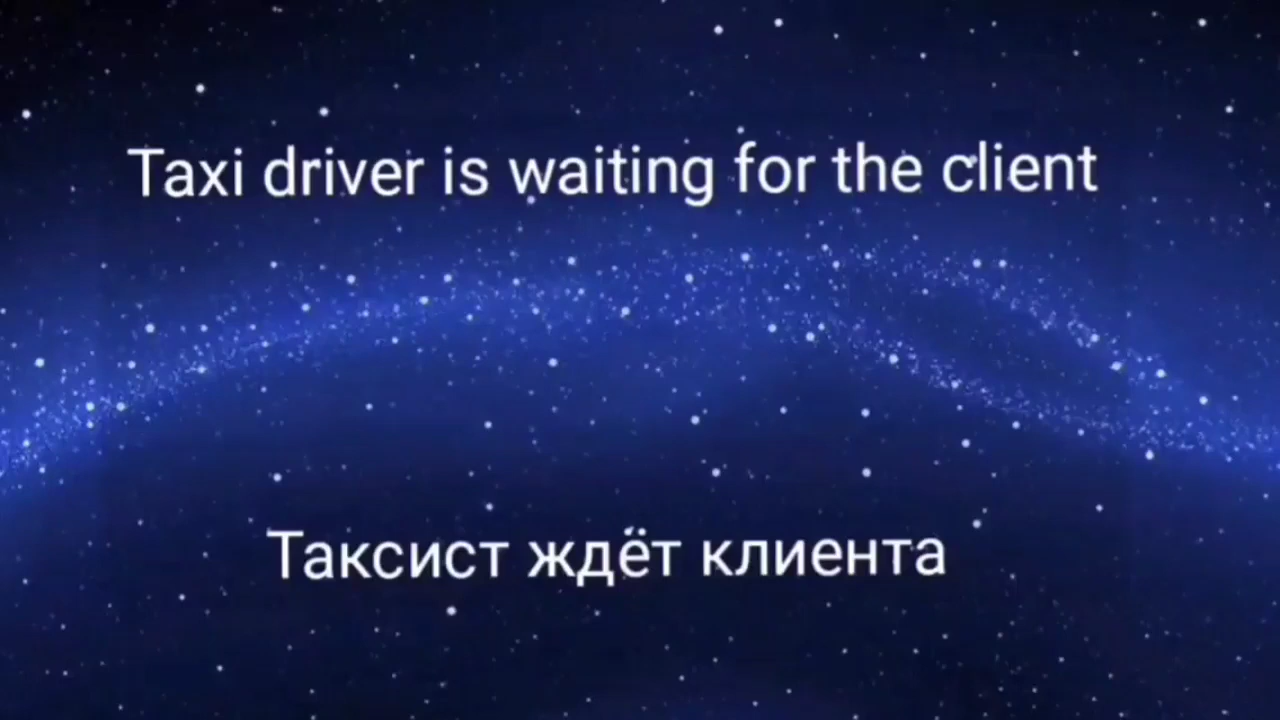 Taxi driver is waiting for the client
Таксист ждёт клиента